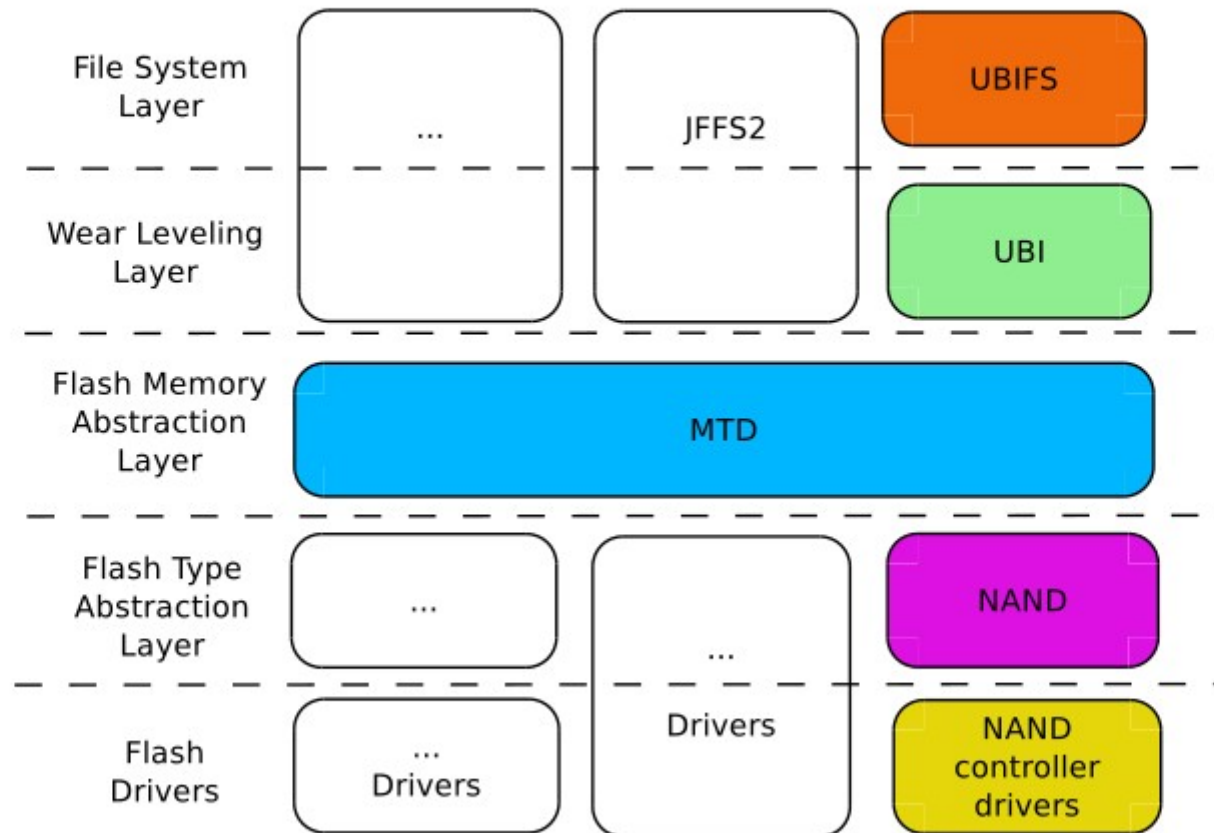 File System
Layer
...
JFFS2
UBIFS
Wear Leveling
Layer
UBI
Flash Memory
Abstraction
Layer
MTD
Flash Type
Abstraction
Layer
...
...
Drivers
NAND
Flash
Drivers
...
Drivers
NAND
controller
drivers